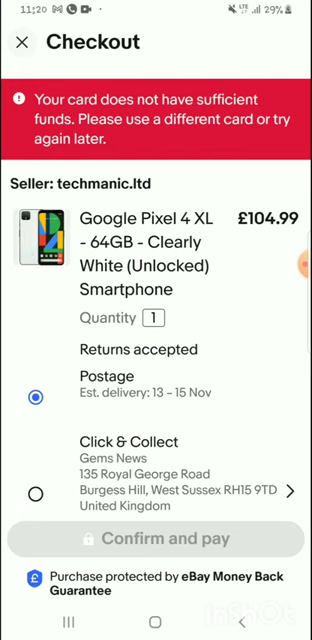 11:20
LTE
29%
Checkout
Your card does not have sufficient
funds. Please use a different card or try
again later.
Seller: techmanic.ltd
Google Pixel 4 XL £104.99
- 64GB - Clearly
White (Unlocked)
Smartphone
Quantity 1
Returns accepted
Postage
Est. delivery: 13 – 15 Nov
Click & Collect
Gems News
135 Royal George Road
Burgess Hill, West Sussex RH15 9TD
United Kingdom
Confirm and pay
£ Purchase protected by eBay Money Back
Guarantee
InShOt